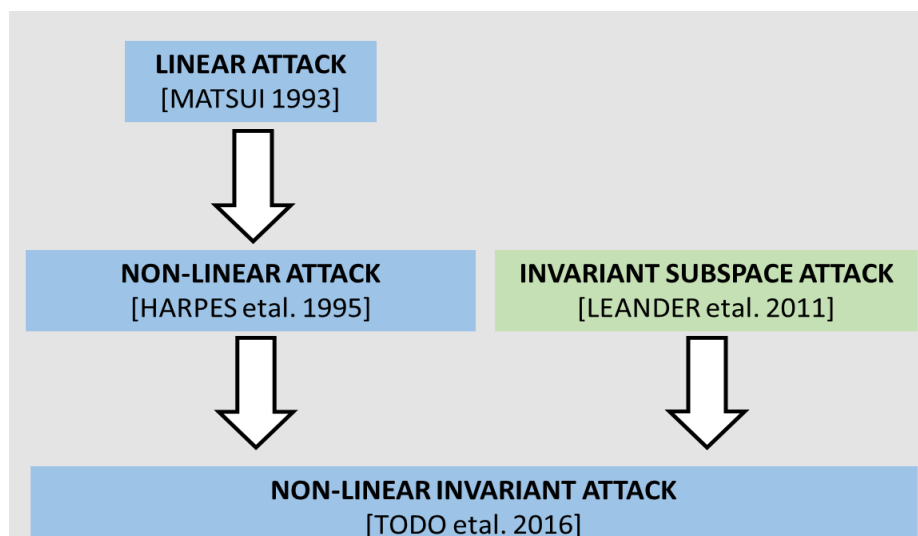 LINEAR ATTACK
[MATSUI 1993]
NON-LINEAR ATTACK
[HARPES etal. 1995]
INVARIANT SUBSPACE ATTACK
[LEANDER etal. 2011]
NON-LINEAR INVARIANT ATTACK
[TODO etal. 2016]